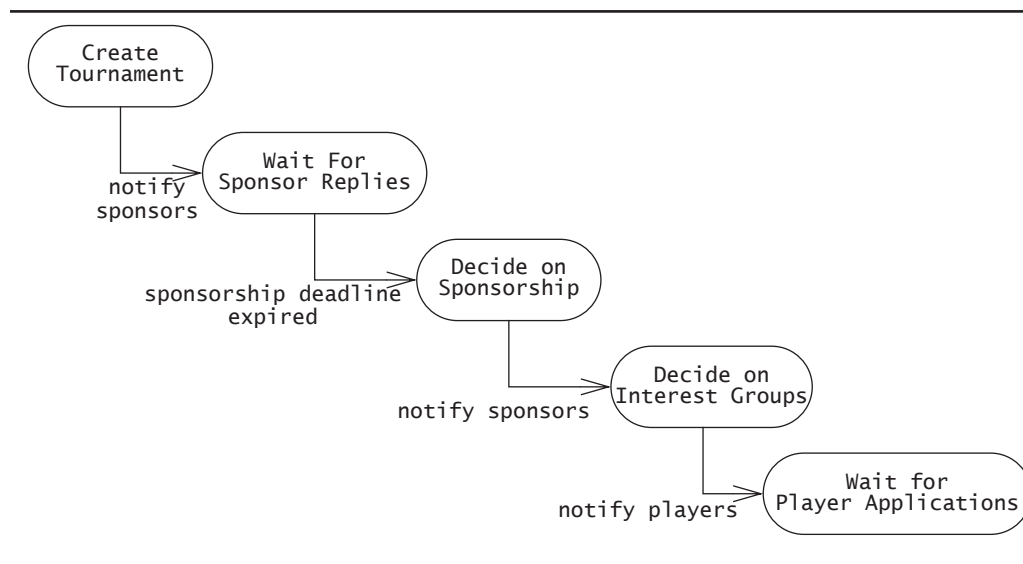 Create
Tournament
Wait For
Sponsor Replies
notify
sponsors
Decide on
Sponsorship
sponsorship deadline
expired
Decide on
Interest Groups
notify sponsors
Wait for
Player Applications
notify players